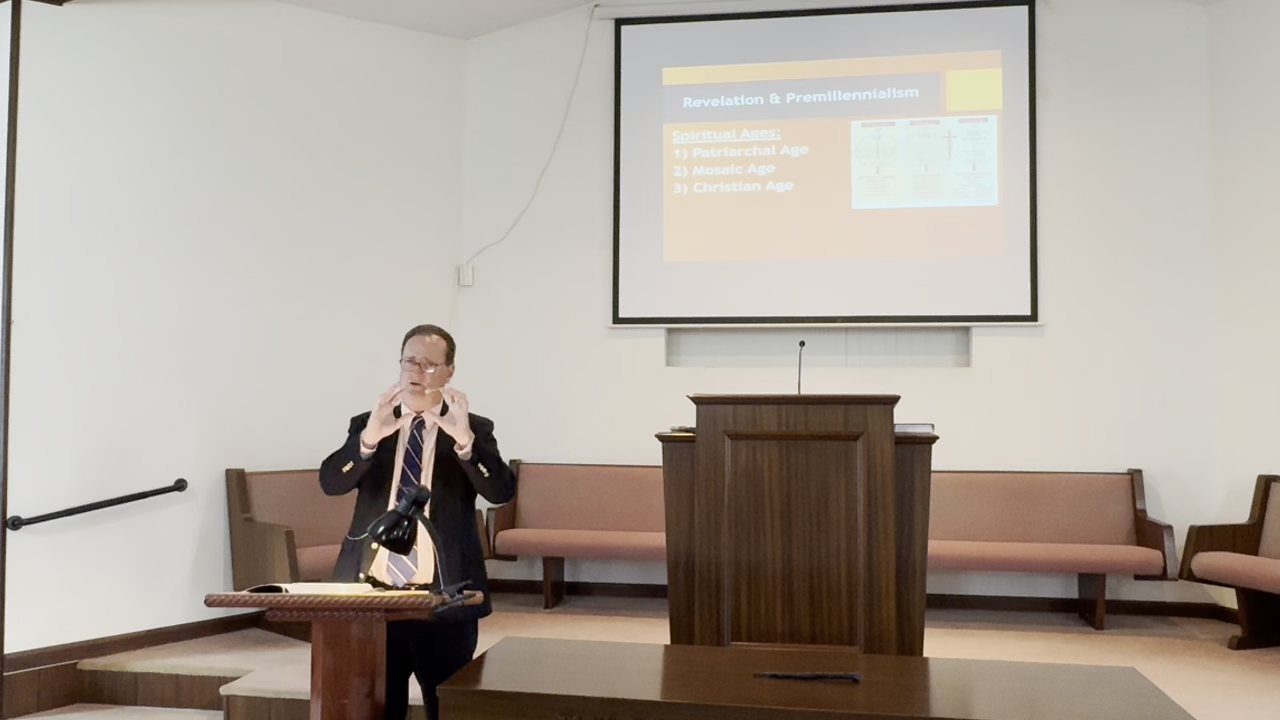 Revelation & Premillennialism
Spiritual Ages:
1) Patriarchal Age
2) Mosaic Age
3) Christian Age